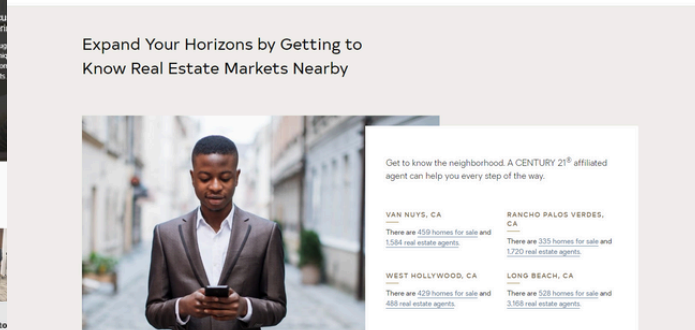 Expand Your Horizons by Getting to
Know Real Estate Markets Nearby
Get to know the neighborhood. A CENTURY 21® affiliated
agent can help you every step of the way.
VAN NUYS, CA
There are 459 homes for sale and
1,584 real estate agents.
RANCHO PALOS VERDES,
CA
There are 335 homes for sale and
1,720 real estate agents.
WEST HOLLYWOOD, CA
There are 429 homes for sale and
488 real estate agents.
LONG BEACH, CA
There are 528 homes for sale and
3,168 real estate agents.